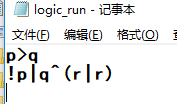 logic_run - 记事本
文件(F) 编辑(E) 格式(O)
p>q
!p|q^(r|r)